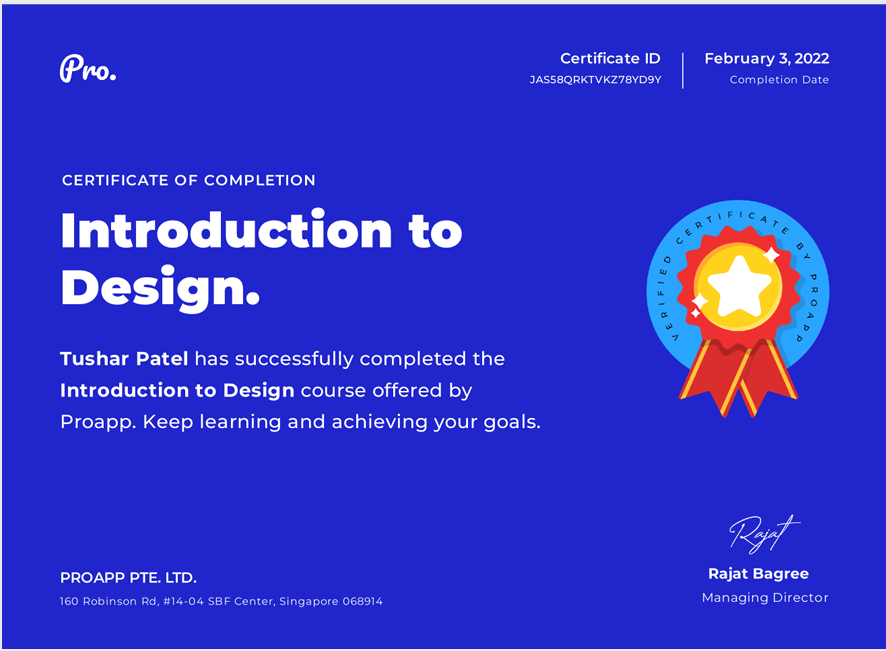 Pro.
Certificate ID
JAS58QRKTVKZ78YD9Y
February 3, 2022
Completion Date
CERTIFICATE OF COMPLETION
Introduction to
Design.
Tushar Patel has successfully completed the
Introduction to Design course offered by
Proapp. Keep learning and achieving your goals.
VERIFIED CERTIFICATE BY PROAPP
Rajat
Rajat Bagree
Managing Director
PROAPP PTE. LTD.
160 Robinson Rd, #14-04 SBF Center, Singapore 068914